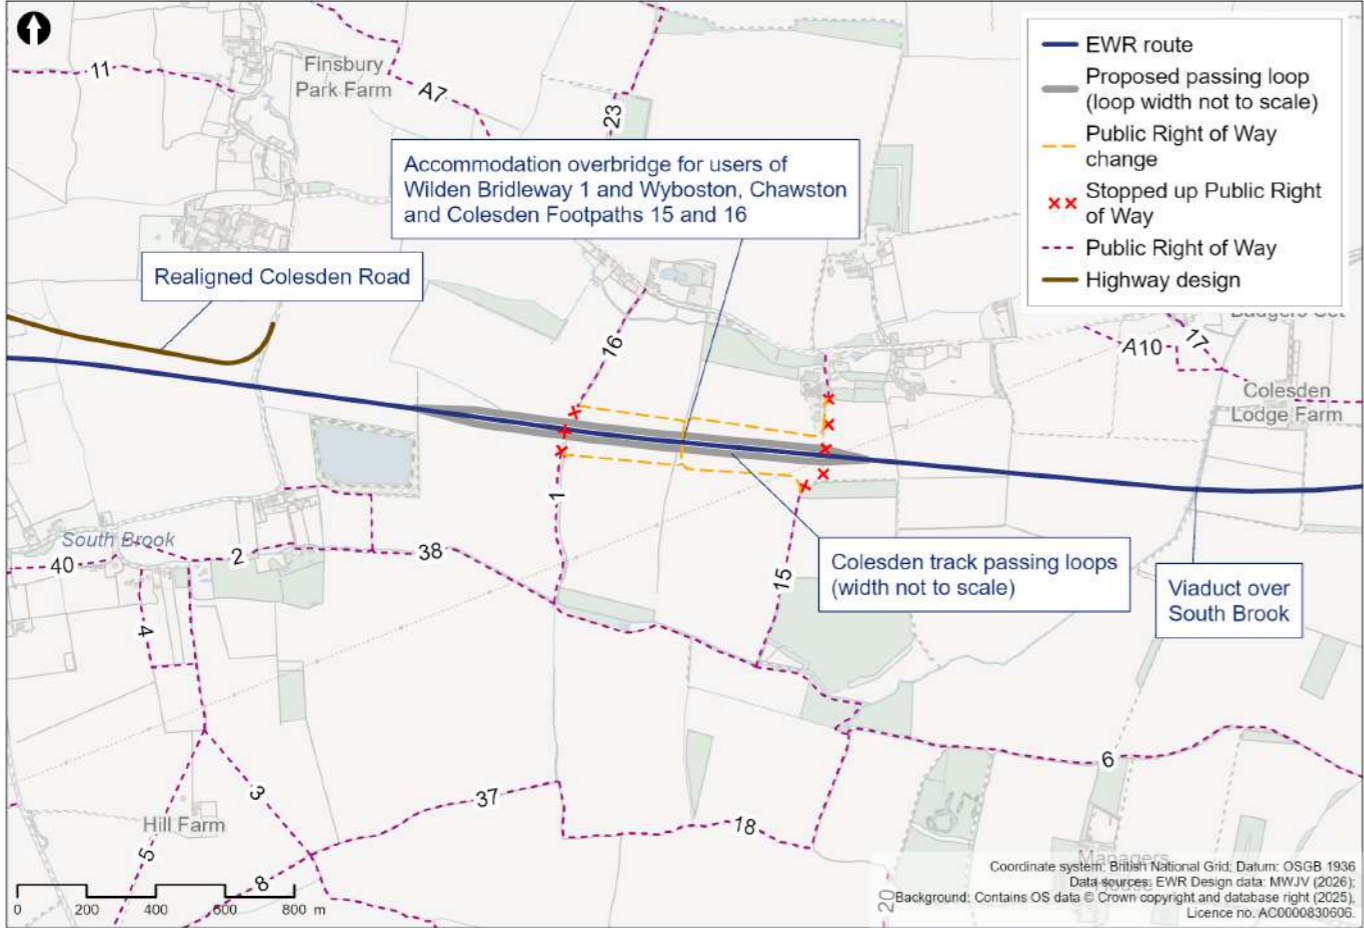 EWR route
Proposed passing loop
(loop width not to scale)
Public Right of Way
change
Stopped up Public Right
of Way
Public Right of Way
Highway design
11
Finsbury
Park Farm
A7
23
Accommodation overbridge for users of
Wilden Bridleway 1 and Wyboston, Chawston
and Colesden Footpaths 15 and 16
Realigned Colesden Road
16
A10
17
Colesden
Lodge Farm
1
15
South Brook
40
2
38
4
Colesden track passing loops
(width not to scale)
Viaduct over
South Brook
6
3
37
18
Hill Farm
5
8
20
Managers
House
0 200 400 600 800 m
Coordinate system: British National Grid; Datum: OSGB 1936
Data sources: EWR Design data: MWJV (2026);
Background: Contains OS data © Crown copyright and database right (2025),
Licence no. AC0000830606.